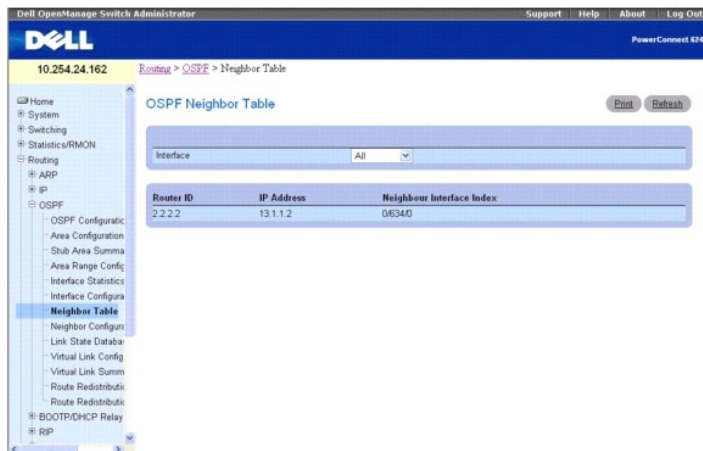 Dell OpenManage Switch Administrator
Support Help About Log Out
DELL
PowerConnect 624
10.254.24.162
Routing > OSPF > Neighbor Table
Home
System
Switching
Statistics/RMON
Routing
ARP
IP
OSPF
OSPF Configuratic
Area Configuration
Stub Area Summa
Area Range Config
Interface Statistics
Interface Configura
Neighbor Table
Neighbor Configura
Link State Databa
Virtual Link Config
Virtual Link Summ
Route Redistributic
Route Redistributic
BOOTP/DHCP Relay
RIP
OSPF Neighbor Table
Print Refresh
Interface All
Router ID IP Address Neighbour Interface Index
2.2.2.2 13.1.1.2 0/634/0